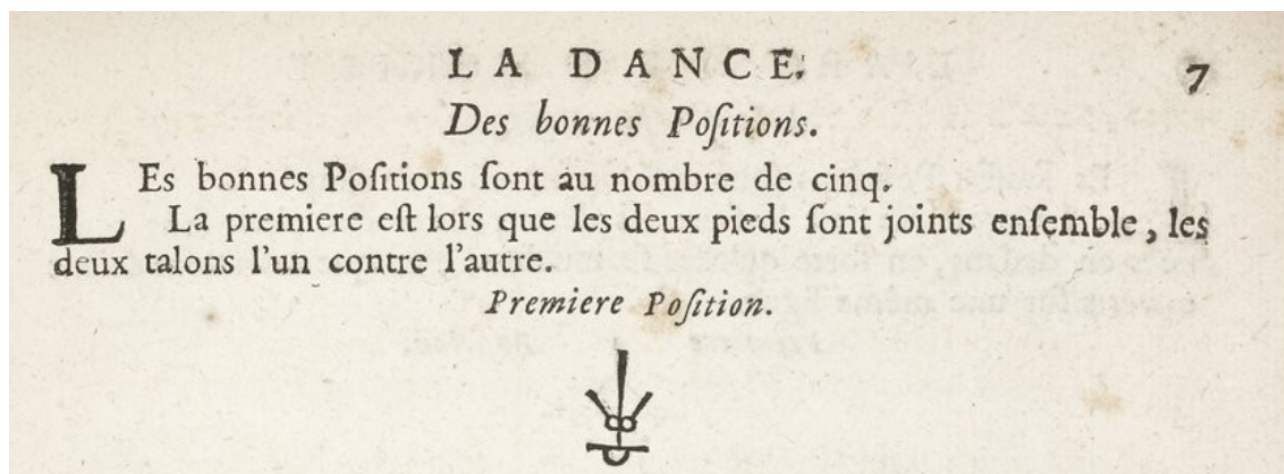 LA DANCE. 7
Des bonnes Poſitions.
LEs bonnes Poſitions ſont au nombre de cinq.
La premiere eſt lors que les deux pieds ſont joints enſemble, les
deux talons l'un contre l'autre.
Premiere Poſition.